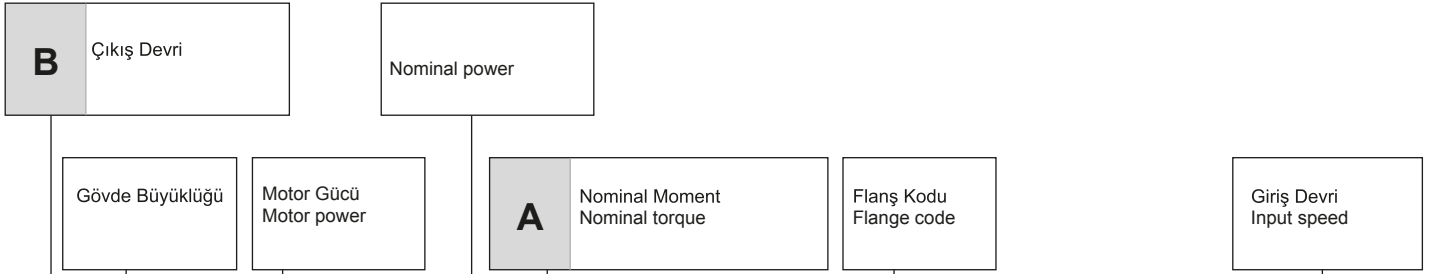 B
Çıkış Devri
Nominal power
Gövde Büyüklüğü
Motor Gücü
Motor power
A
Nominal Moment
Nominal torque
Flanş Kodu
Flange code
Giriş Devri
Input speed